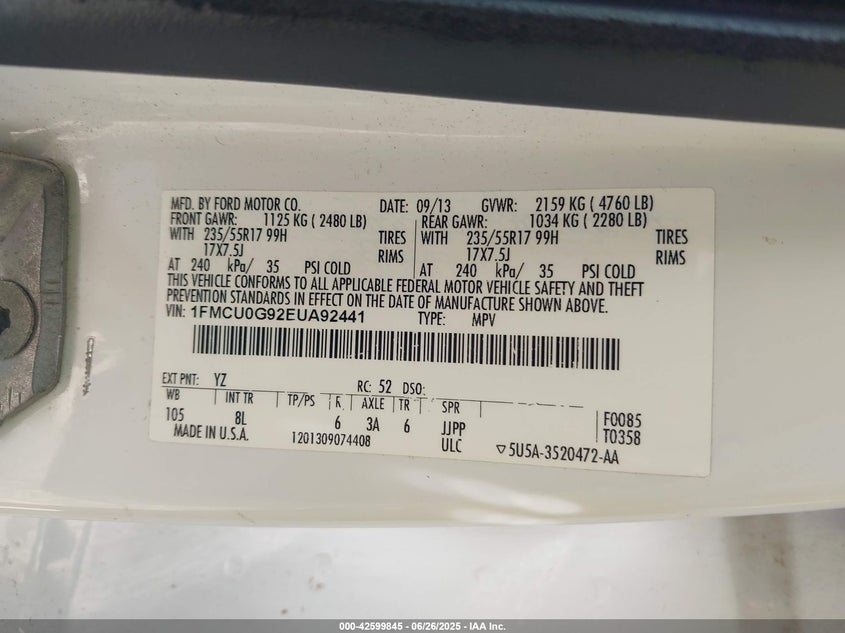 MFD. BY FORD MOTOR CO. DATE: 09/13 GVWR: 2159 KG ( 4760 LB)
FRONT GAWR: 1125 KG ( 2480 LB) REAR GAWR: 1034 KG ( 2280 LB)
WITH 235/55R17 99H TIRES WITH 235/55R17 99H TIRES
17X7.5J RIMS 17X7.5J RIMS
AT 240 kPa/ 35 PSI COLD AT 240 kPa/ 35 PSI COLD
THIS VEHICLE CONFORMS TO ALL APPLICABLE FEDERAL MOTOR VEHICLE SAFETY AND THEFT
PREVENTION STANDARDS IN EFFECT ON THE DATE OF MANUFACTURE SHOWN ABOVE.
VIN: 1FMCU0G92EUA92441 TYPE: MPV
EXT PNT: YZ RC: 52 DSO:
WB INT TR TP/PS R AXLE TR SPR
105 8L 6 3A 6 JJPP F0085
MADE IN U.S.A. ULC T0358
1201309074408 ▽5U5A-3520472-AA
000-42599845 / 06/26/2025 - IAA Inc.